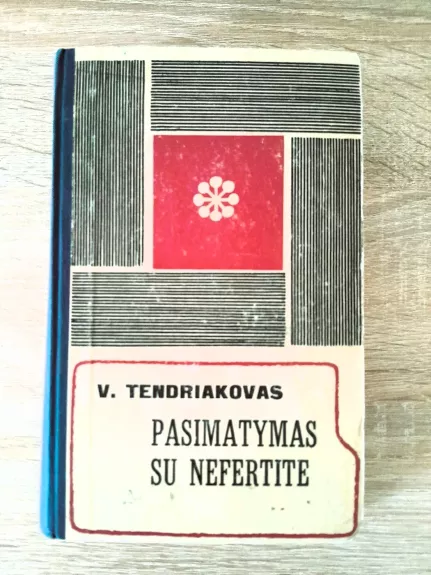 V. TENDRIAKOVAS
PASIMATYMAS
SU NEFERTITE